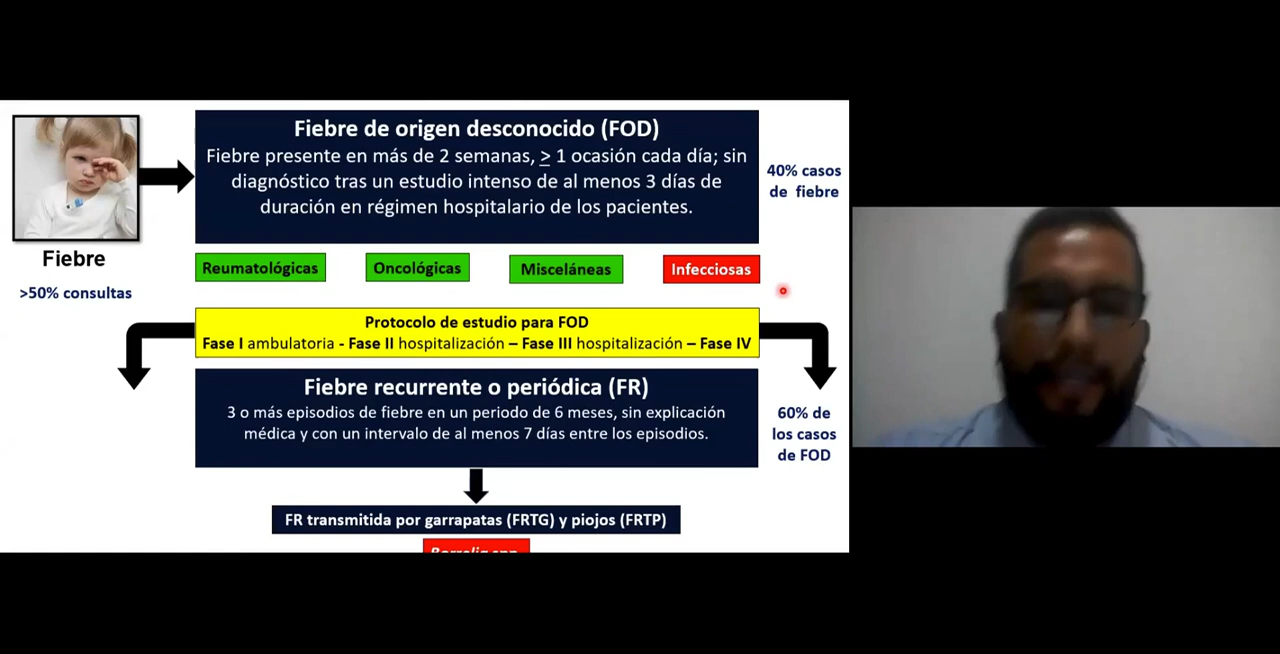 Fiebre de origen desconocido (FOD)
Fiebre presente en más de 2 semanas, > 1 ocasión cada día; sin
diagnóstico tras un estudio intenso de al menos 3 días de
duración en régimen hospitalario de los pacientes.
40% casos
de fiebre
Fiebre
>50% consultas
Reumatológicas
Oncológicas
Misceláneas
Infecciosas
Protocolo de estudio para FOD
Fase I ambulatoria - Fase II hospitalización – Fase III hospitalización – Fase IV
Fiebre recurrente o periódica (FR)
3 o más episodios de fiebre en un periodo de 6 meses, sin explicación
médica y con un intervalo de al menos 7 días entre los episodios.
60% de
los casos
de FOD
FR transmitida por garrapatas (FRTG) y piojos (FRTP)